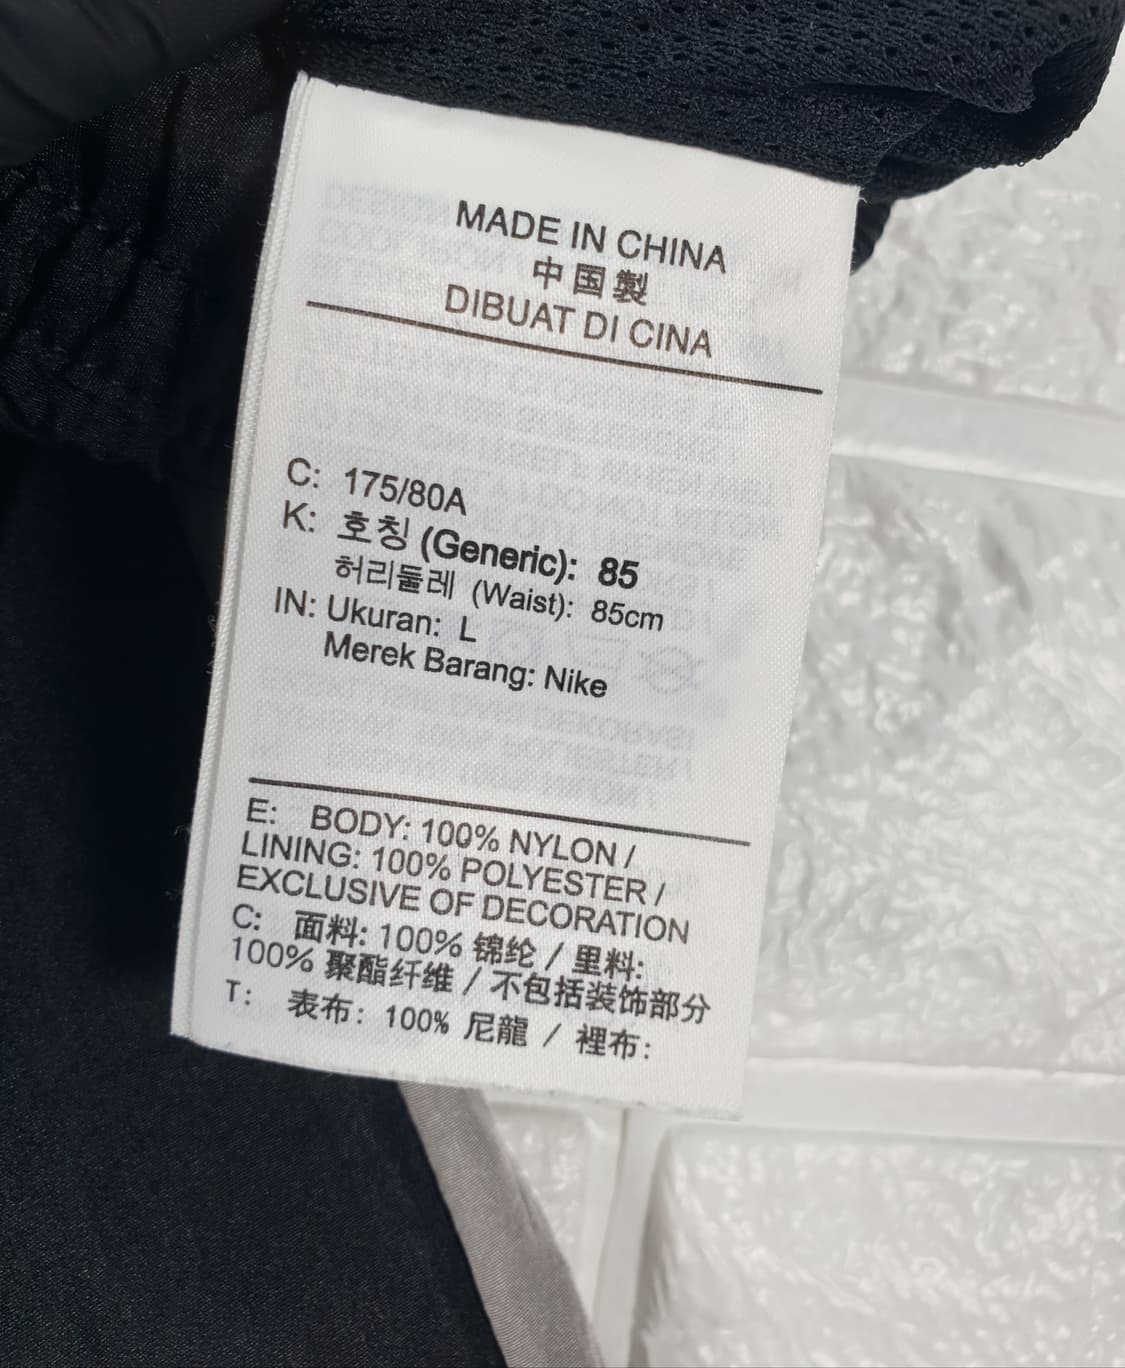 MADE IN CHINA
中国製
DIBUAT DI CINA
C: 175/80A
K: 호칭 (Generic): 85
허리둘레 (Waist): 85cm
IN: Ukuran: L
Merek Barang: Nike
E: BODY: 100% NYLON /
LINING: 100% POLYESTER /
EXCLUSIVE OF DECORATION
C: 面料: 100% 锦纶 / 里料:
100% 聚酯纤维 / 不包括装饰部分
T: 表布: 100% 尼龍 / 裡布: